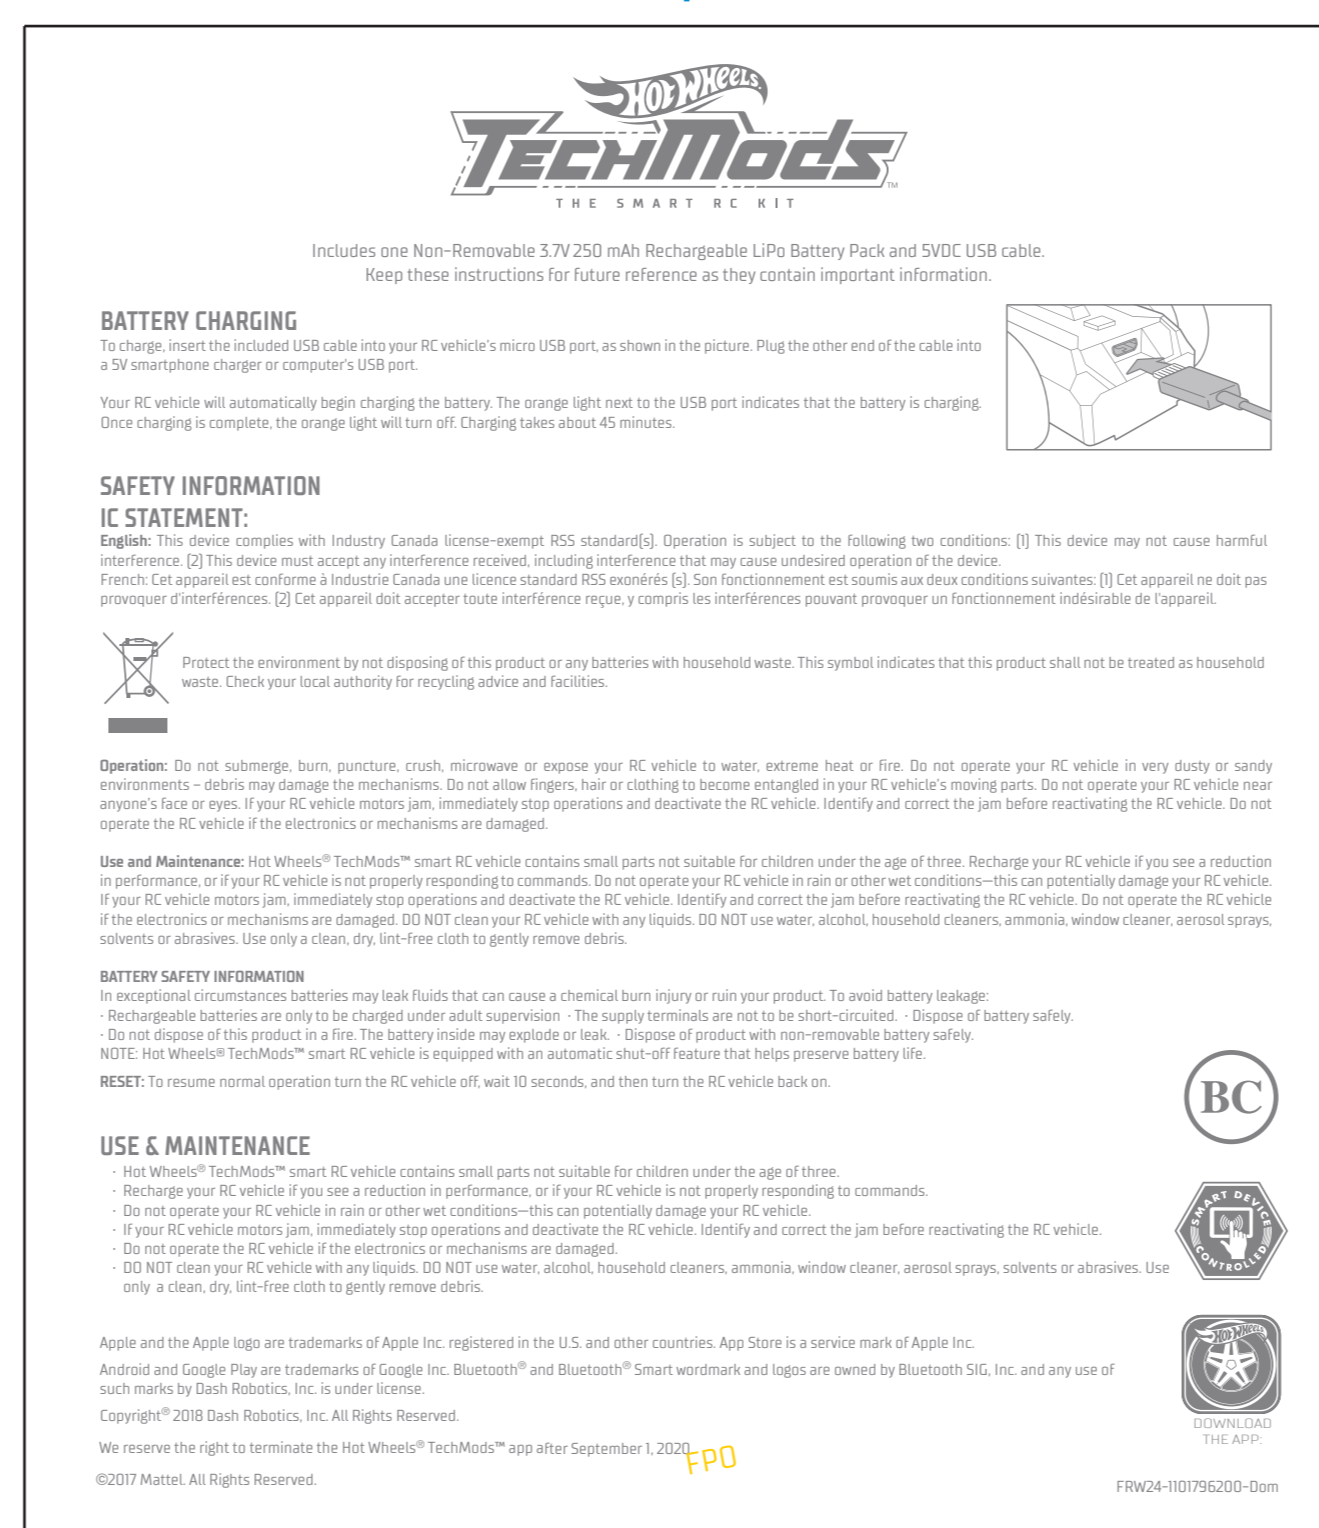 HOT WHEELS
TECHMODS™
THE SMART RC KIT
Includes one Non-Removable 3.7V 250 mAh Rechargeable LiPo Battery Pack and 5VDC USB cable.
Keep these instructions for future reference as they contain important information.
BATTERY CHARGING
To charge, insert the included USB cable into your RC vehicle's micro USB port, as shown in the picture. Plug the other end of the cable into
a 5V smartphone charger or computer's USB port.
Your RC vehicle will automatically begin charging the battery. The orange light next to the USB port indicates that the battery is charging.
Once charging is complete, the orange light will turn off. Charging takes about 45 minutes.
SAFETY INFORMATION
IC STATEMENT:
English: This device complies with Industry Canada license-exempt RSS standard(s). Operation is subject to the following two conditions: (1) This device may not cause harmful
interference. (2) This device must accept any interference received, including interference that may cause undesired operation of the device.
French: Cet appareil est conforme à Industrie Canada une licence standard RSS exonérés (s). Son fonctionnement est soumis aux deux conditions suivantes: (1) Cet appareil ne doit pas
provoquer d'interférences. (2) Cet appareil doit accepter toute interférence reçue, y compris les interférences pouvant provoquer un fonctionnement indésirable de l'appareil.
Protect the environment by not disposing of this product or any batteries with household waste. This symbol indicates that this product shall not be treated as household
waste. Check your local authority for recycling advice and facilities.
Operation: Do not submerge, burn, puncture, crush, microwave or expose your RC vehicle to water, extreme heat or fire. Do not operate your RC vehicle in very dusty or sandy
environments – debris may damage the mechanisms. Do not allow fingers, hair or clothing to become entangled in your RC vehicle's moving parts. Do not operate your RC vehicle near
anyone's face or eyes. If your RC vehicle motors jam, immediately stop operations and deactivate the RC vehicle. Identify and correct the jam before reactivating the RC vehicle. Do not
operate the RC vehicle if the electronics or mechanisms are damaged.
Use and Maintenance: Hot Wheels® TechMods™ smart RC vehicle contains small parts not suitable for children under the age of three. Recharge your RC vehicle if you see a reduction
in performance, or if your RC vehicle is not properly responding to commands. Do not operate your RC vehicle in rain or other wet conditions—this can potentially damage your RC vehicle.
If your RC vehicle motors jam, immediately stop operations and deactivate the RC vehicle. Identify and correct the jam before reactivating the RC vehicle. Do not operate the RC vehicle
if the electronics or mechanisms are damaged. DO NOT clean your RC vehicle with any liquids. DO NOT use water, alcohol, household cleaners, ammonia, window cleaner, aerosol sprays,
solvents or abrasives. Use only a clean, dry, lint-free cloth to gently remove debris.
BATTERY SAFETY INFORMATION
In exceptional circumstances batteries may leak fluids that can cause a chemical burn injury or ruin your product. To avoid battery leakage:
· Rechargeable batteries are only to be charged under adult supervision · The supply terminals are not to be short-circuited. · Dispose of battery safely.
· Do not dispose of this product in a fire. The battery inside may explode or leak. · Dispose of product with non-removable battery safely.
NOTE: Hot Wheels® TechMods™ smart RC vehicle is equipped with an automatic shut-off feature that helps preserve battery life.
RESET: To resume normal operation turn the RC vehicle off, wait 10 seconds, and then turn the RC vehicle back on.
BC
USE & MAINTENANCE
· Hot Wheels® TechMods™ smart RC vehicle contains small parts not suitable for children under the age of three.
· Recharge your RC vehicle if you see a reduction in performance, or if your RC vehicle is not properly responding to commands.
· Do not operate your RC vehicle in rain or other wet conditions—this can potentially damage your RC vehicle.
· If your RC vehicle motors jam, immediately stop operations and deactivate the RC vehicle. Identify and correct the jam before reactivating the RC vehicle.
· Do not operate the RC vehicle if the electronics or mechanisms are damaged.
· DO NOT clean your RC vehicle with any liquids. DO NOT use water, alcohol, household cleaners, ammonia, window cleaner, aerosol sprays, solvents or abrasives. Use
only a clean, dry, lint-free cloth to gently remove debris.
SMART DEVICE
CONTROLLED
Apple and the Apple logo are trademarks of Apple Inc. registered in the U.S. and other countries. App Store is a service mark of Apple Inc.
Android and Google Play are trademarks of Google Inc. Bluetooth® and Bluetooth® Smart wordmark and logos are owned by Bluetooth SIG, Inc. and any use of
such marks by Dash Robotics, Inc. is under license.
Copyright® 2018 Dash Robotics, Inc. All Rights Reserved.
We reserve the right to terminate the Hot Wheels® TechMods™ app after September 1, 2020
FPO
©2017 Mattel. All Rights Reserved.
HOT WHEELS
DOWNLOAD
THE APP:
FRW24-1101796200-Dom